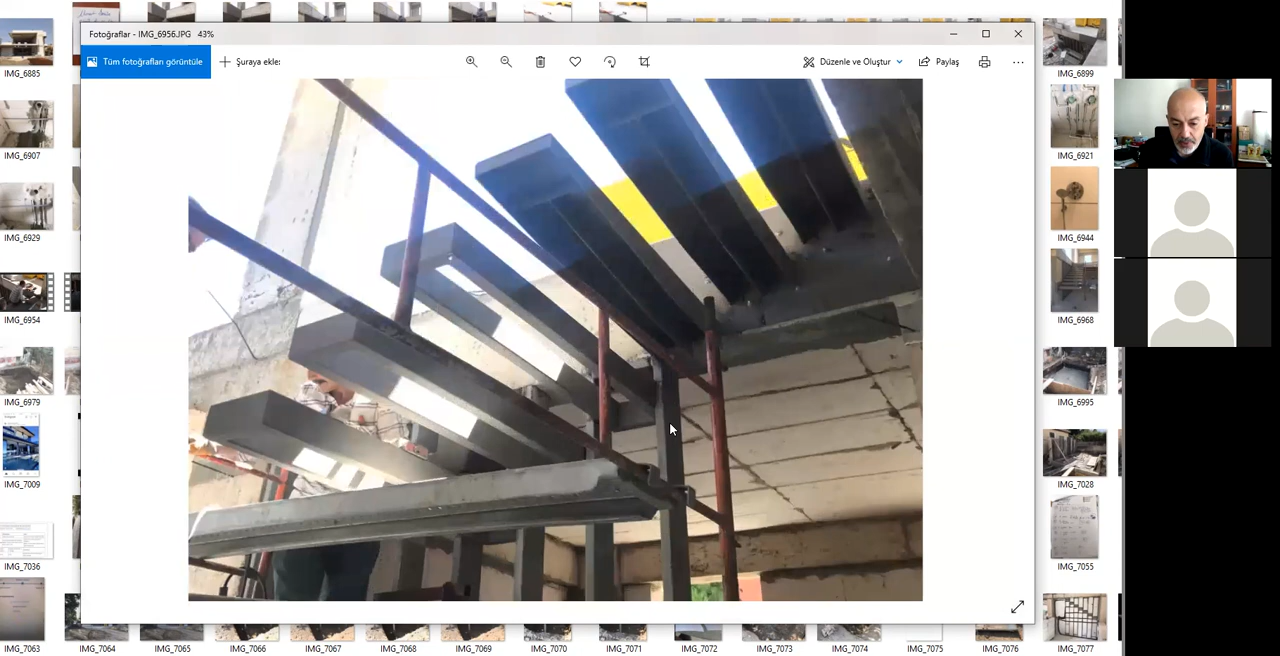 Fotoğraflar - IMG_6956.JPG 43%
Tüm fotoğrafları görüntüle
Şuraya ekle:
Düzenle ve Oluştur
Paylaş
IMG_6885
IMG_6899
IMG_6907
IMG_6921
IMG_6929
IMG_6944
IMG_6954
IMG_6968
IMG_6979
IMG_6995
IMG_7009
IMG_7028
IMG_7036
IMG_7055
IMG_7063
IMG_7064
IMG_7065
IMG_7066
IMG_7067
IMG_7068
IMG_7069
IMG_7070
IMG_7071
IMG_7072
IMG_7073
IMG_7074
IMG_7075
IMG_7076
IMG_7077